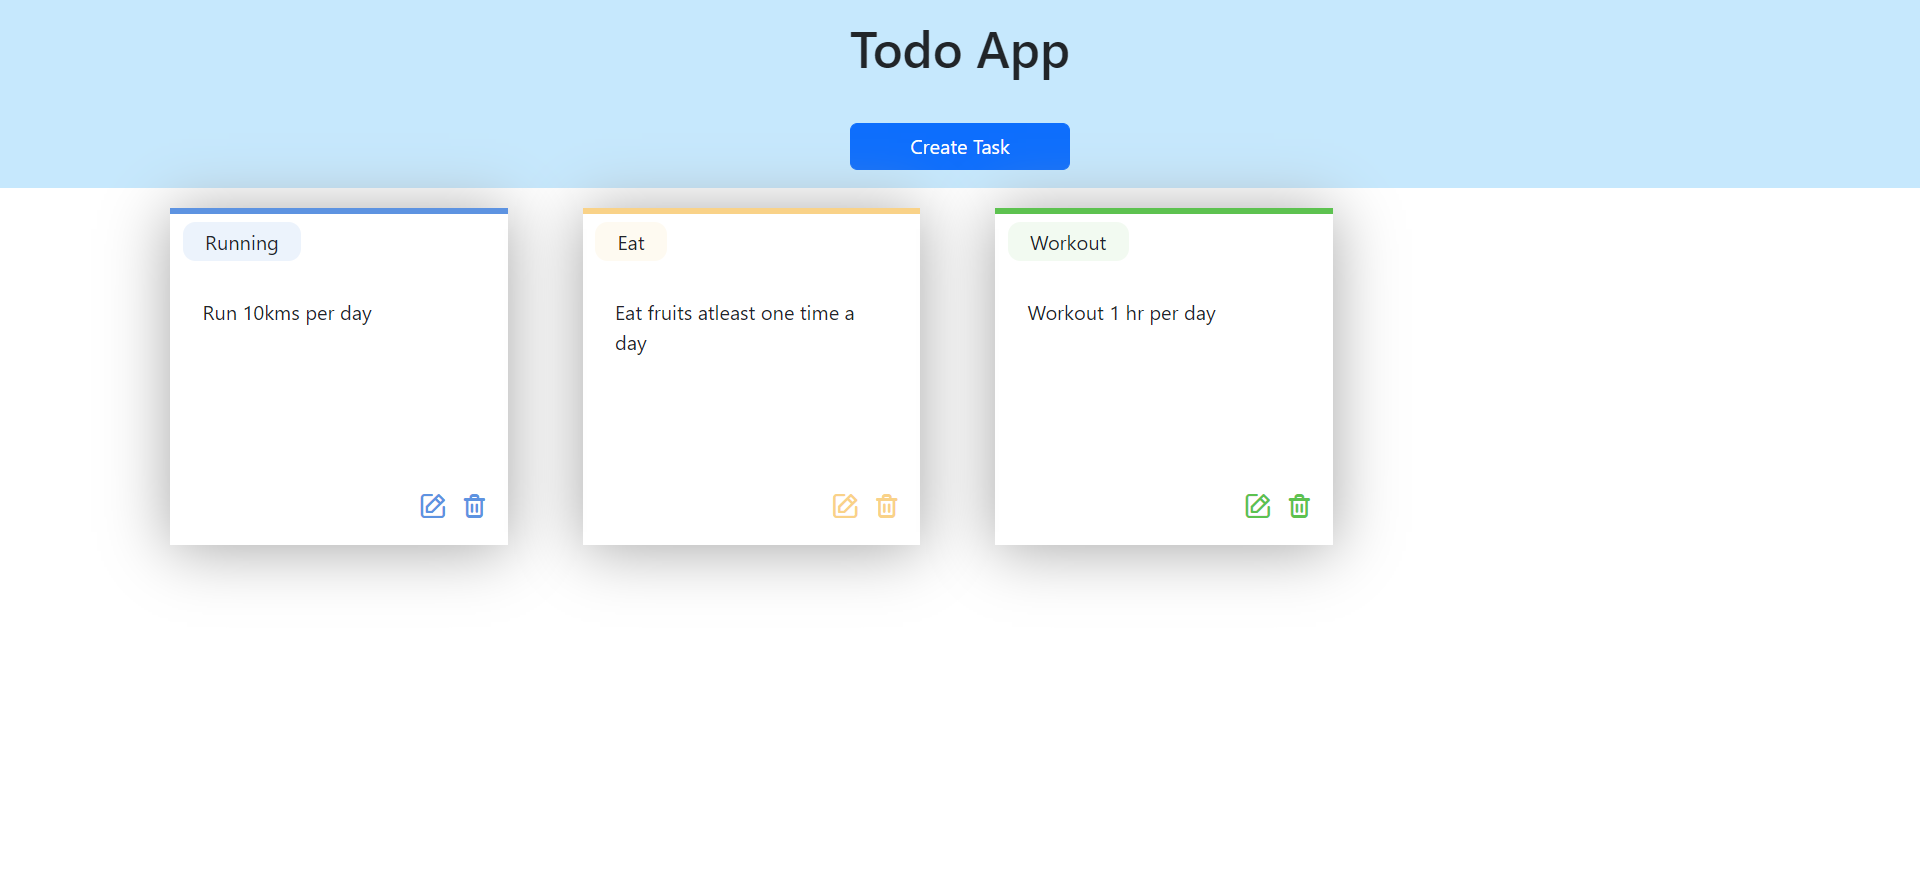 Todo App
Create Task
Running
Run 10kms per day
Eat
Eat fruits atleast one time a
day
Workout
Workout 1 hr per day